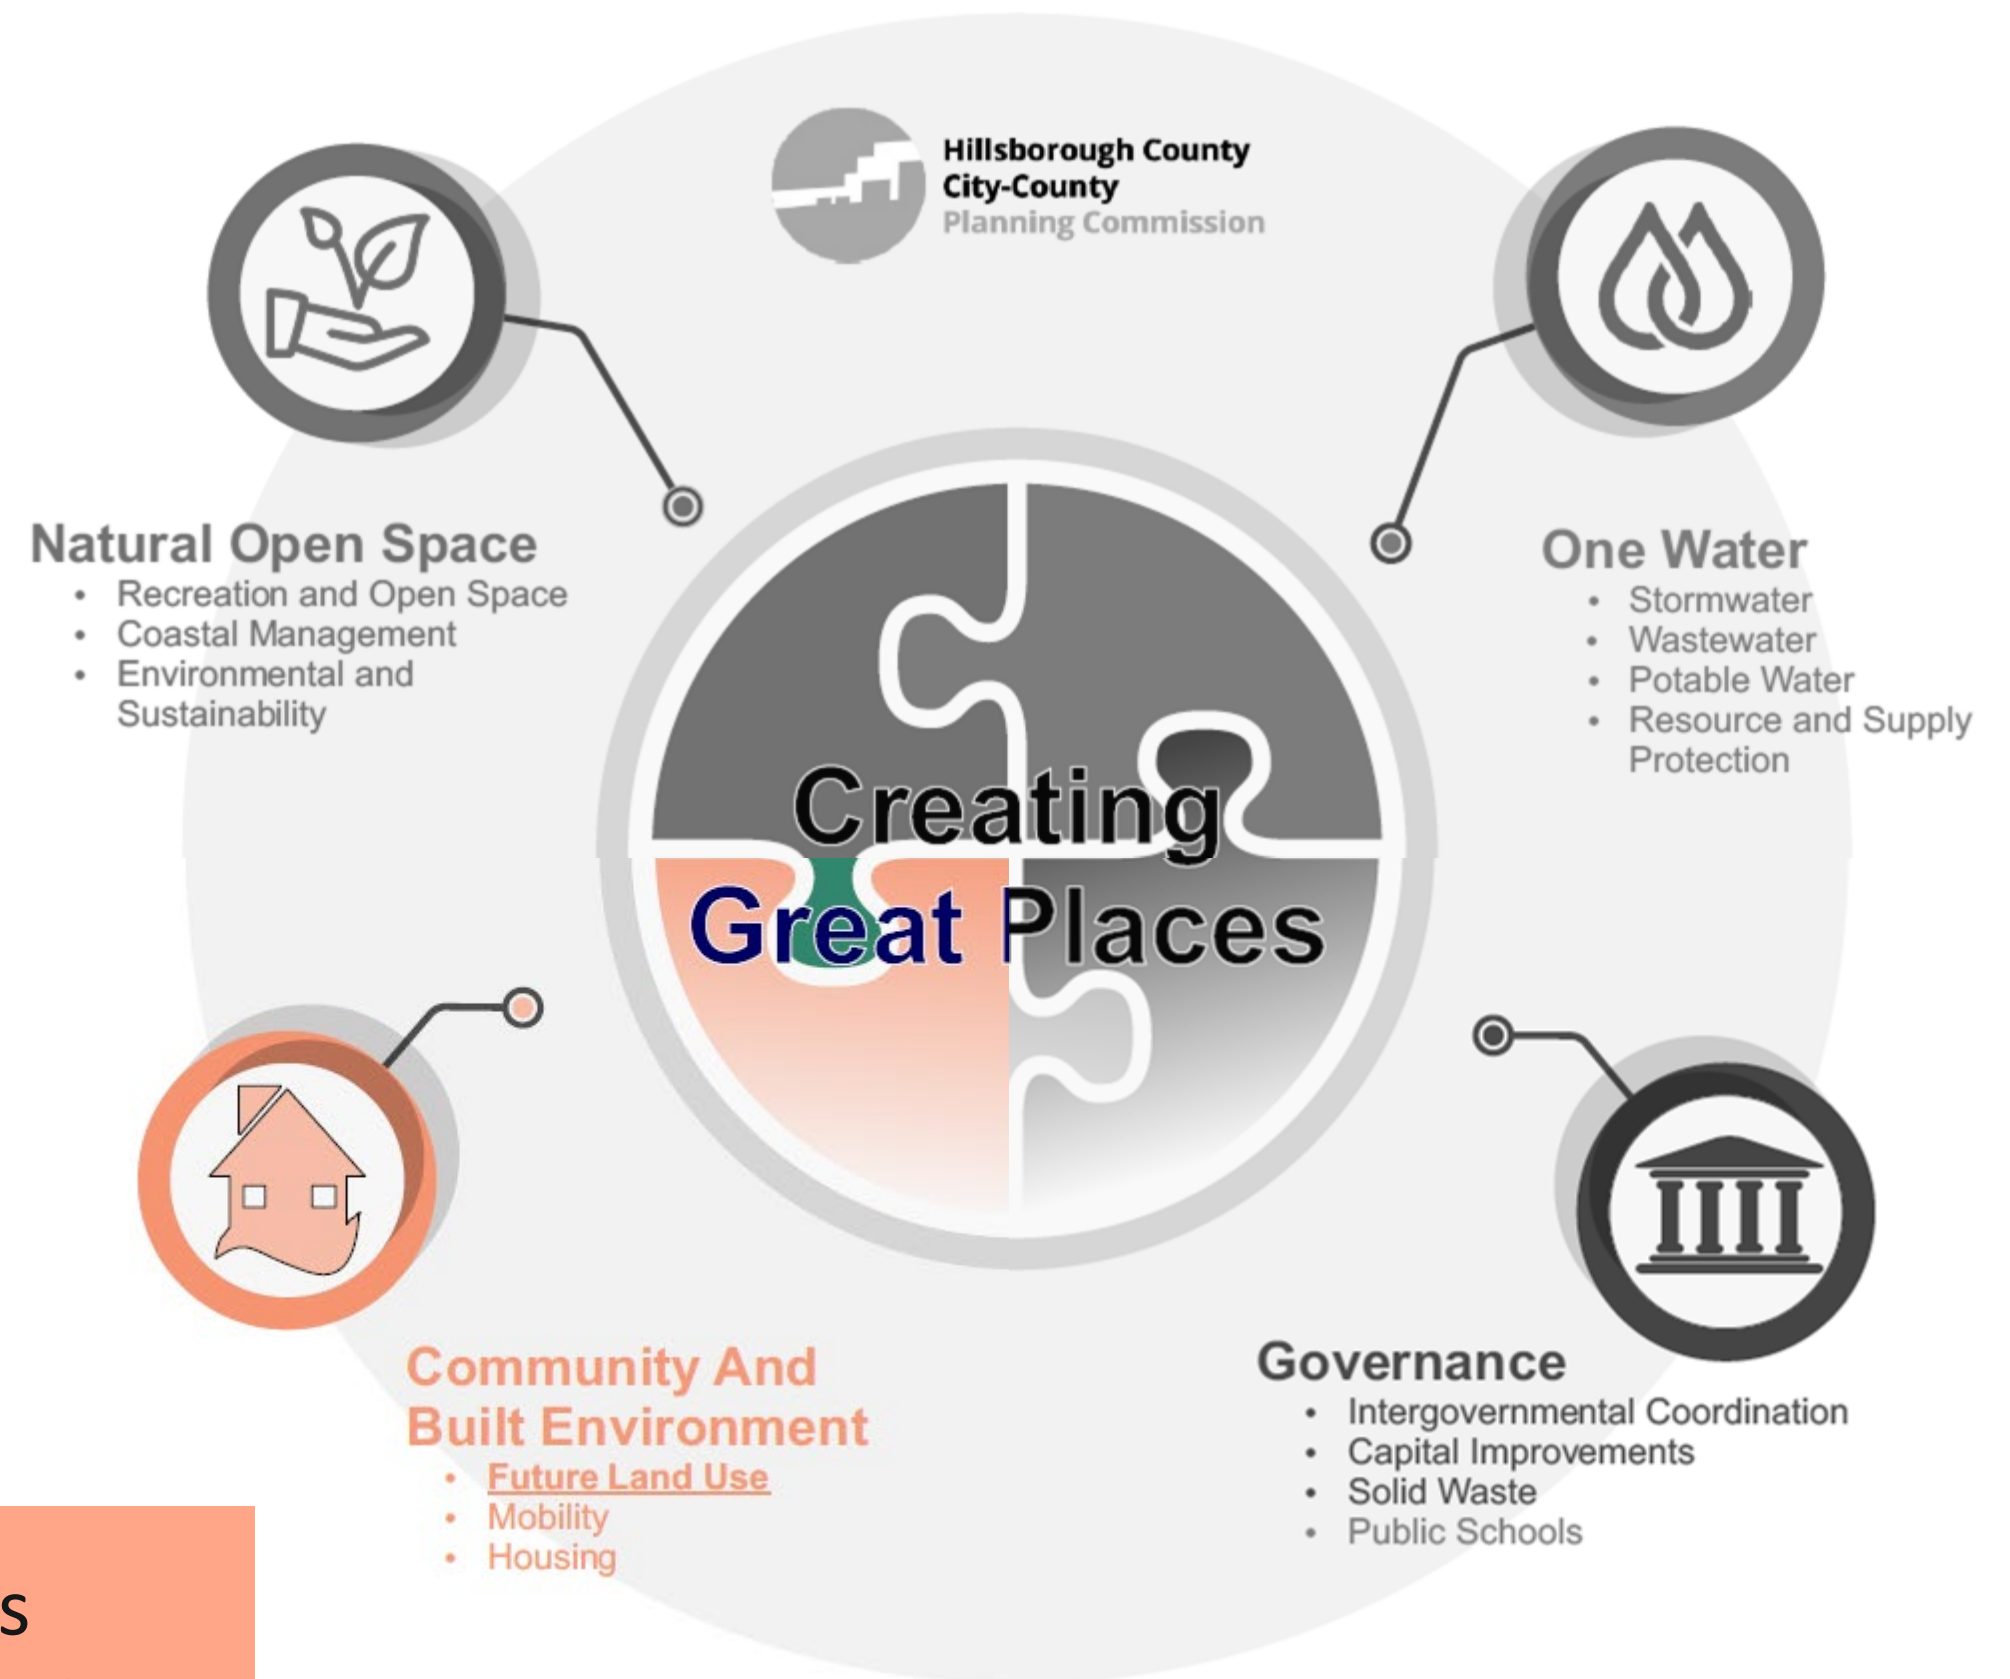 Hillsborough County
City-County
Planning Commission
Natural Open Space
• Recreation and Open Space
• Coastal Management
• Environmental and
Sustainability
One Water
• Stormwater
• Wastewater
• Potable Water
• Resource and Supply
Protection
Creating
Great Places
Community And
Built Environment
• Future Land Use
• Mobility
• Housing
Governance
• Intergovernmental Coordination
• Capital Improvements
• Solid Waste
• Public Schools
s